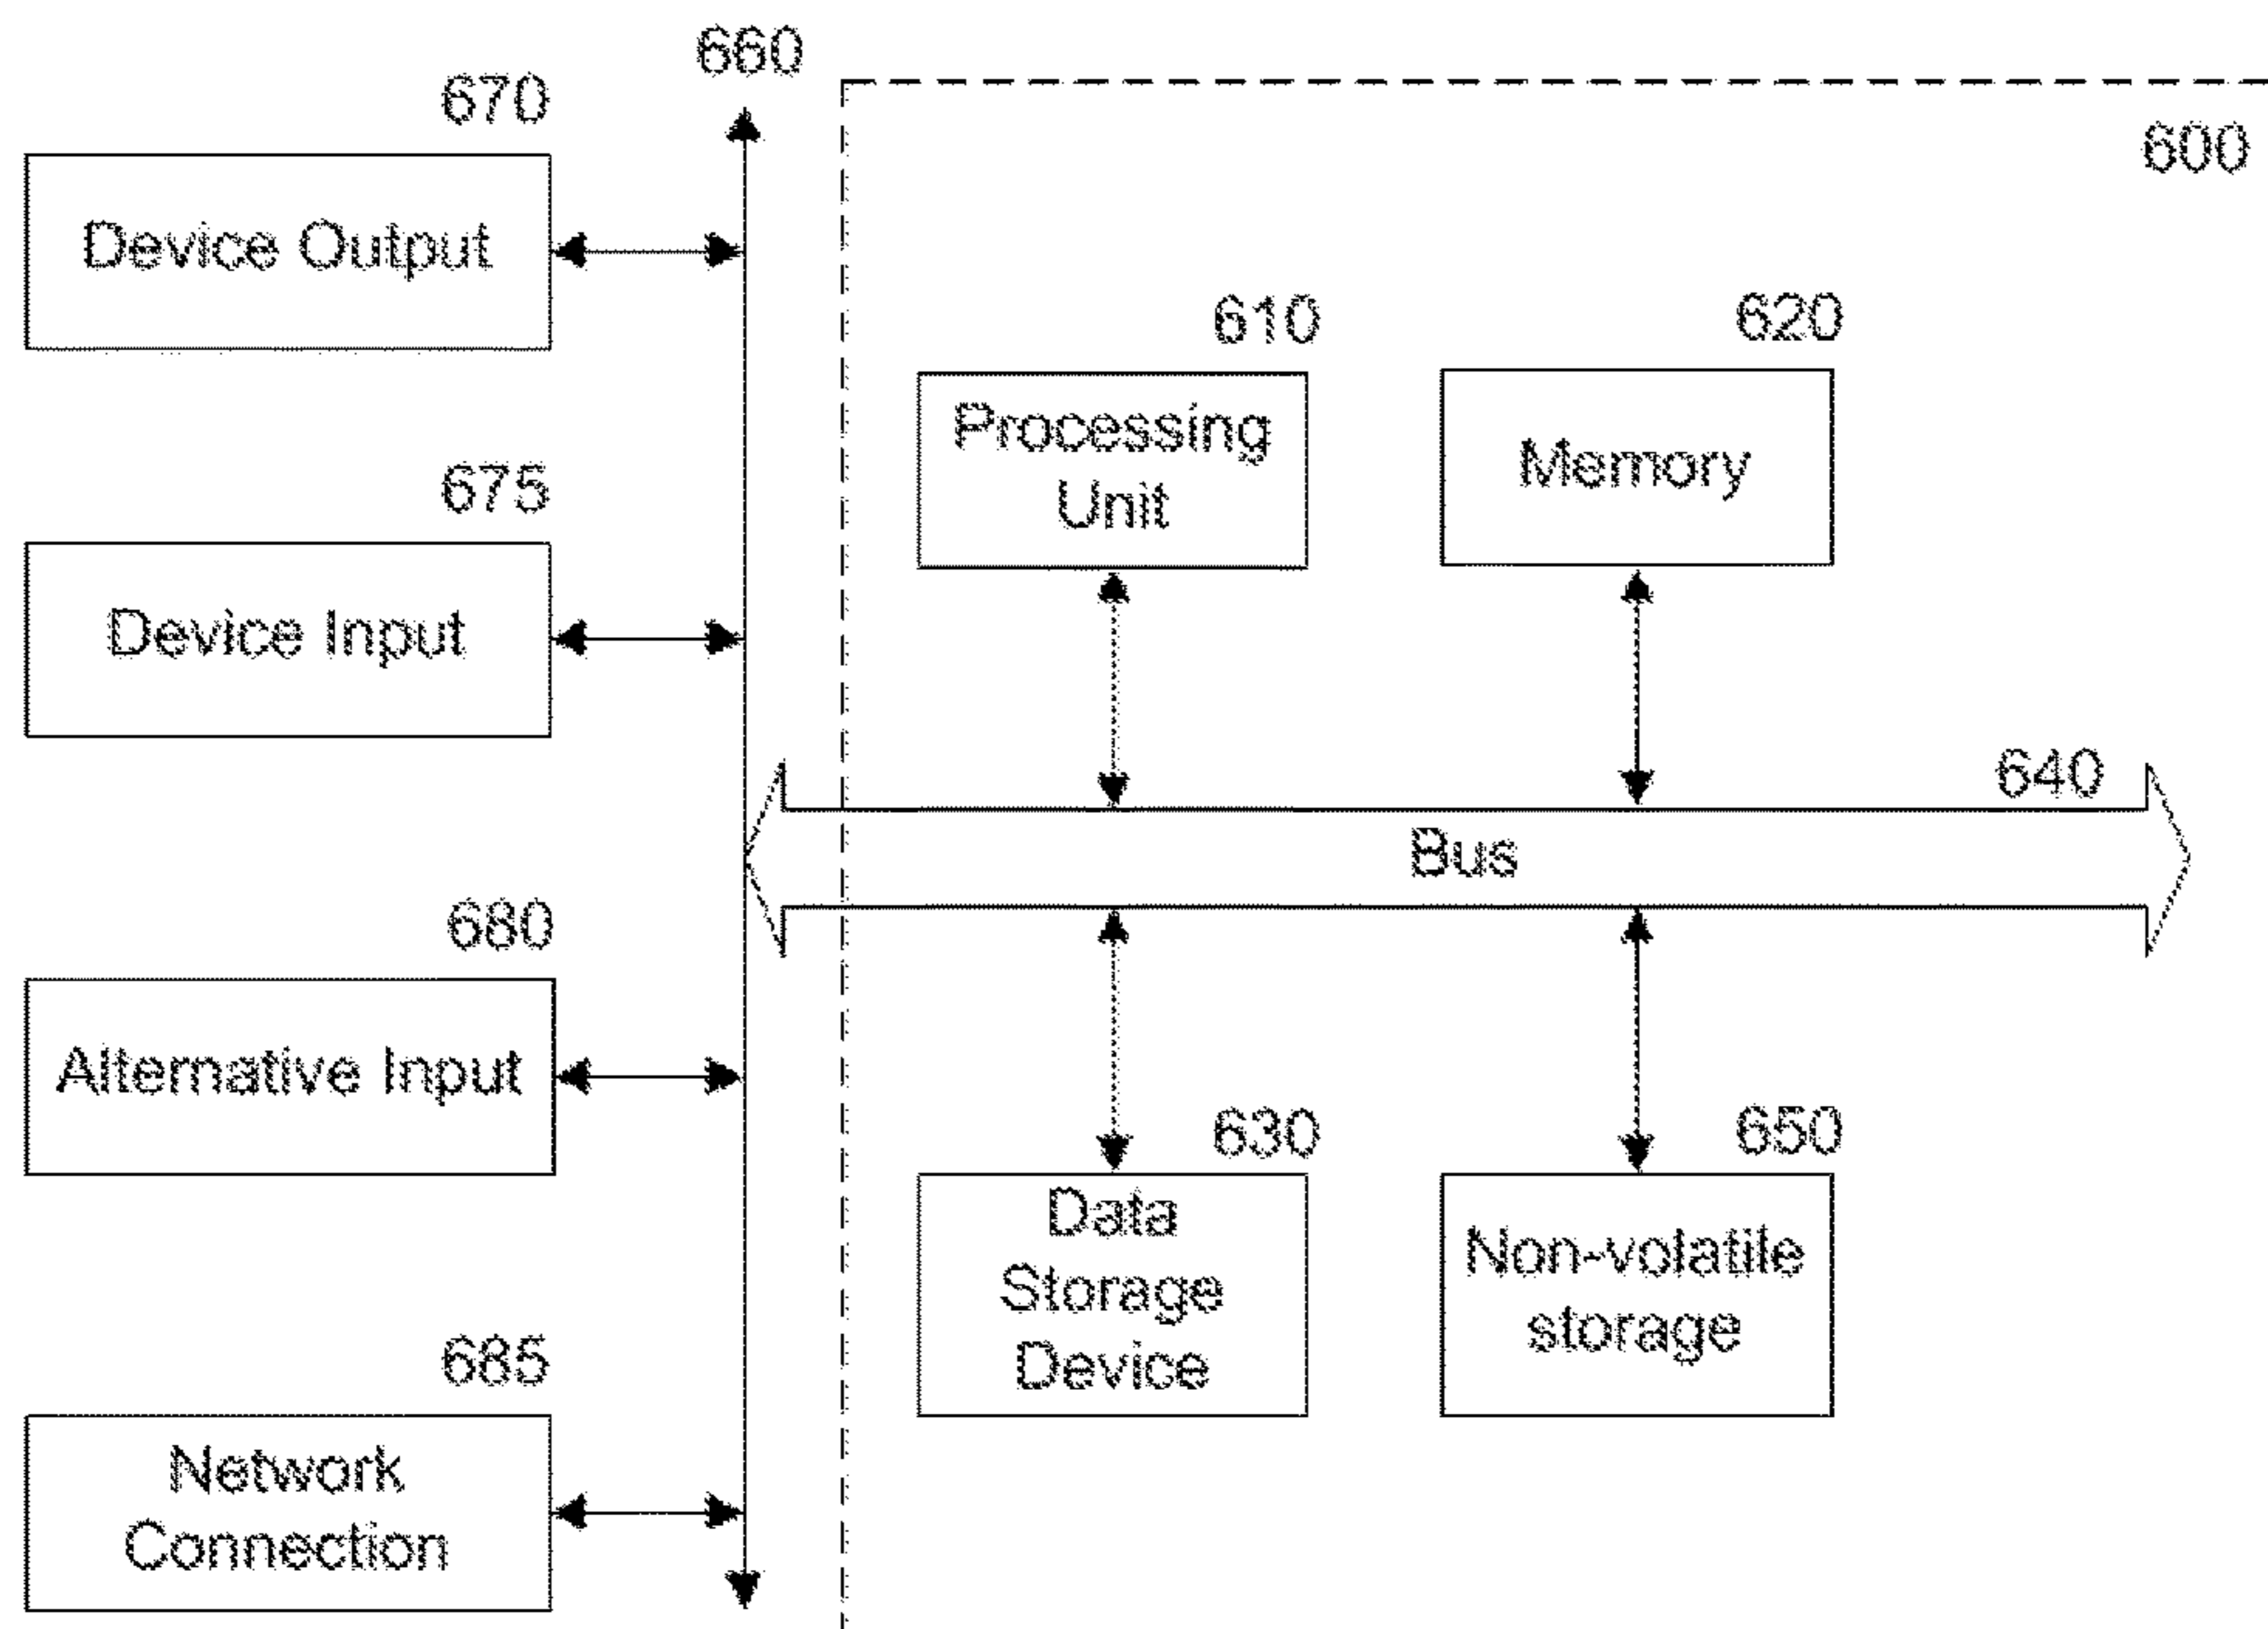 660
670
600
Device Output
610
620
Processing
Unit
Memory
675
Device Input
640
Bus
680
Alternative Input
630
650
Data
Storage
Device
Non-volatile
storage
685
Network
Connection